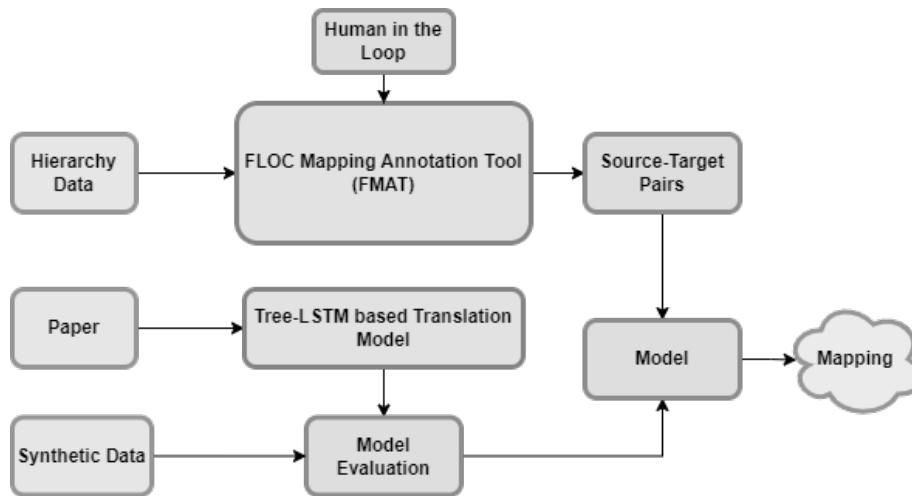 Human in the
Loop
Hierarchy
Data
FLOC Mapping Annotation Tool
(FMAT)
Source-Target
Pairs
Paper
Tree-LSTM based Translation
Model
Model
Mapping
Synthetic Data
Model
Evaluation